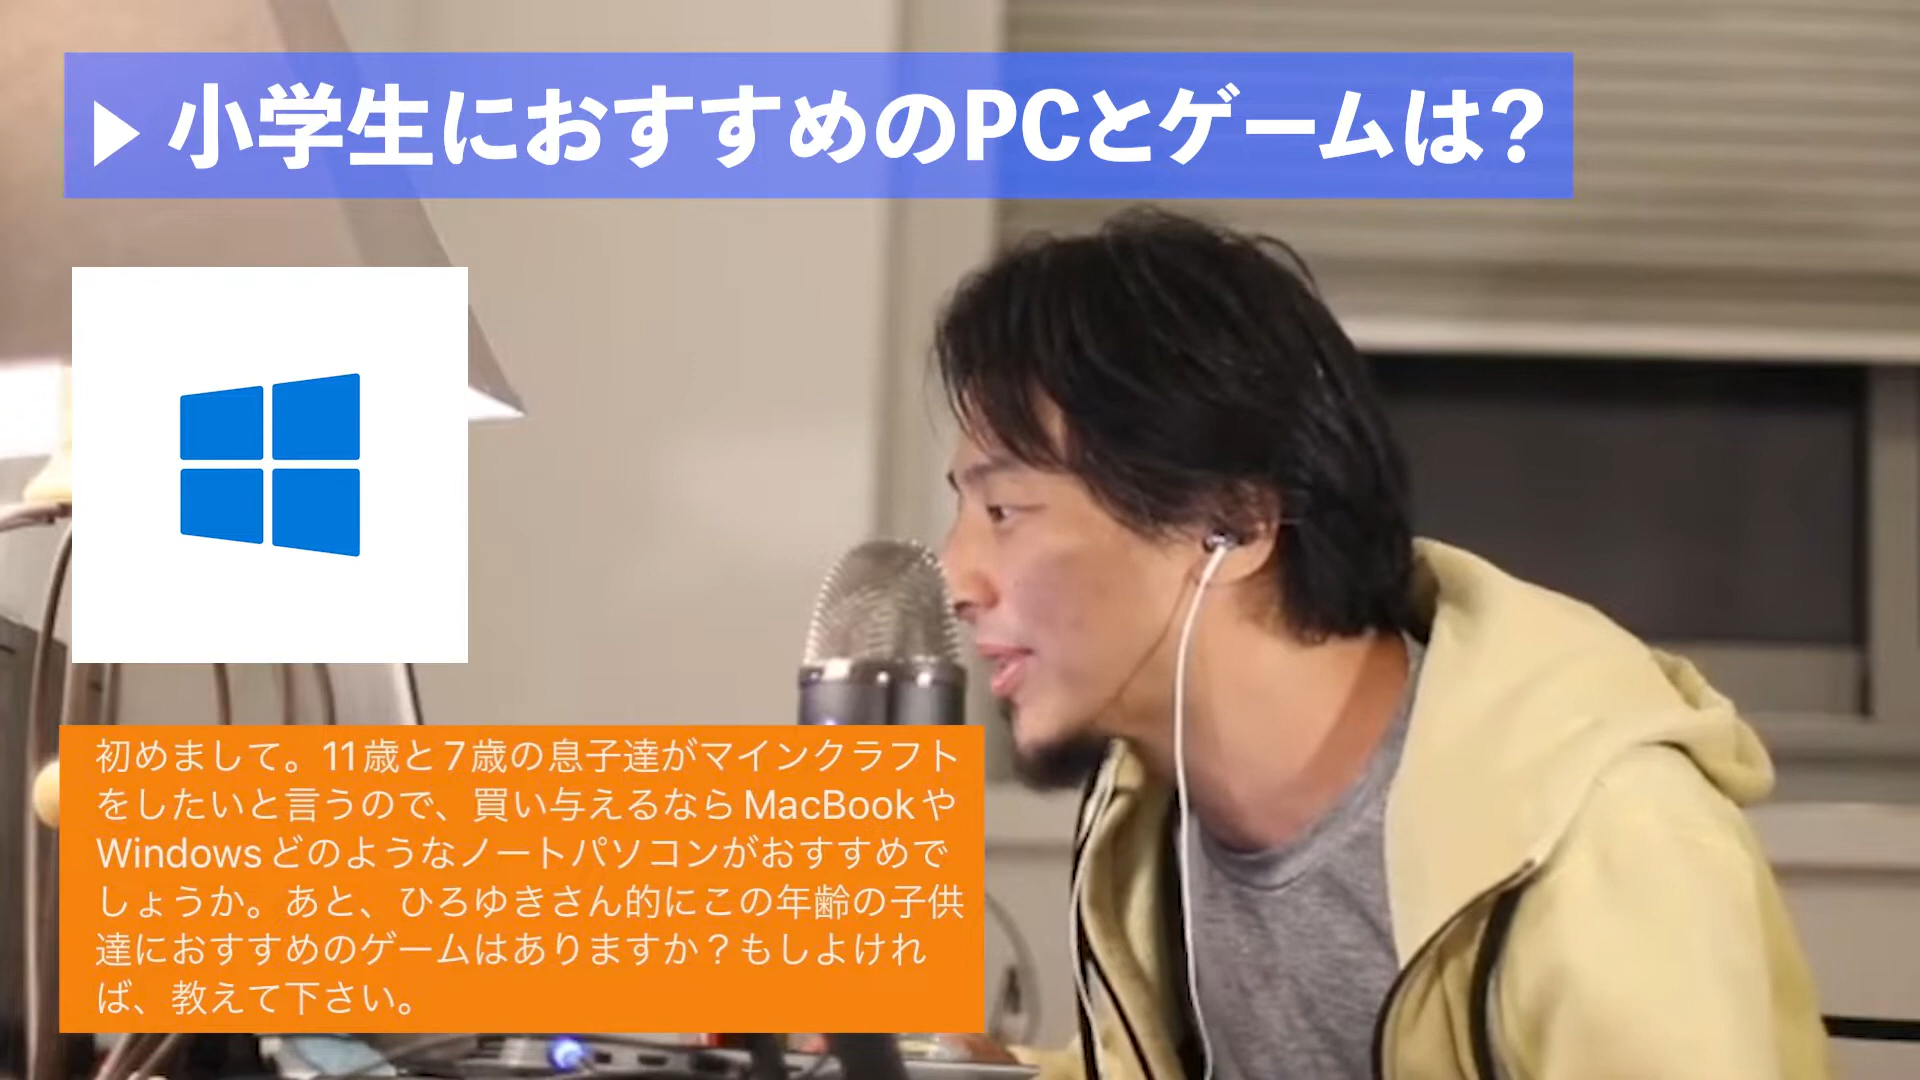 ▶小学生におすすめのPCとゲームは?
初めまして。11歳と7歳の息子達がマインクラフト
をしたいと言うので、買い与えるならMacBookや
Windowsどのようなノートパソコンがおすすめで
しょうか。あと、ひろゆきさん的にこの年齢の子供
達におすすめのゲームはありますか？もしよけれ
ば、教えて下さい。